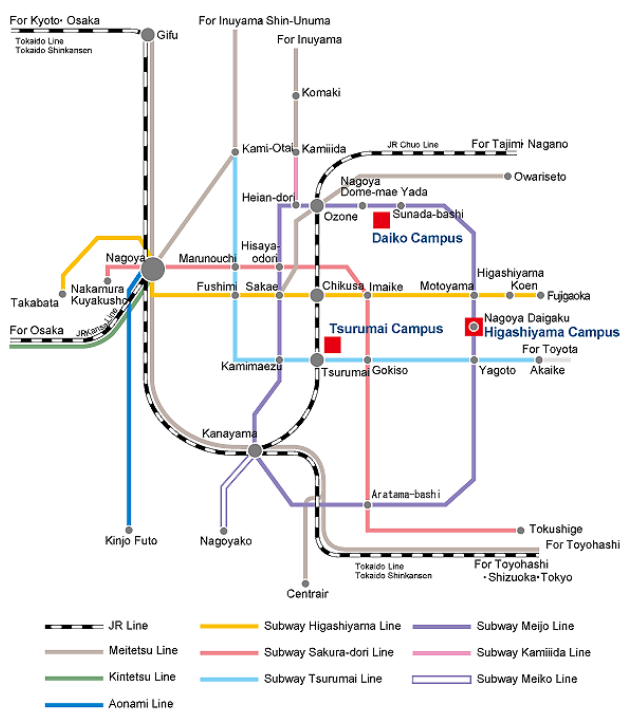 For Kyoto・Osaka
For Inuyama Shin-Unuma
Gifu
For Inuyama
Tokaido Line
Tokaido Shinkansen
Komaki
JR Chuo Line
For Tajimi・Nagano
Kami-Otai
Kamiiida
Owariseto
Nagoya
Dome-mae Yada
Heian-dori
Ozone
Sunada-bashi
Daiko Campus
Hisaya-
odori
Nagoya
Marunouchi
Higashiyama
Koen
Nakamura
Kuyakusho
Takabata
Fushimi
Sakae
Chikusa
Imaike
Motoyama
Fujigaoka
JRKansai Line
For Osaka
Tsurumai Campus
Nagoya Daigaku
Higashiyama Campus
For Toyota
Kamimaezu
Tsurumai
Gokiso
Yagoto
Akaike
Kanayama
Aratama-bashi
Tokushige
Kinjo Futo
Nagoyako
For Toyohashi
Centrair
Tokaido Line
Tokaido Shinkansen
For Toyohashi
・Shizuoka・Tokyo
JR Line
Subway Higashiyama Line
Subway Meijo Line
Meitetsu Line
Subway Sakura-dori Line
Subway Kamiiida Line
Kintetsu Line
Subway Tsurumai Line
Subway Meiko Line
Aonami Line